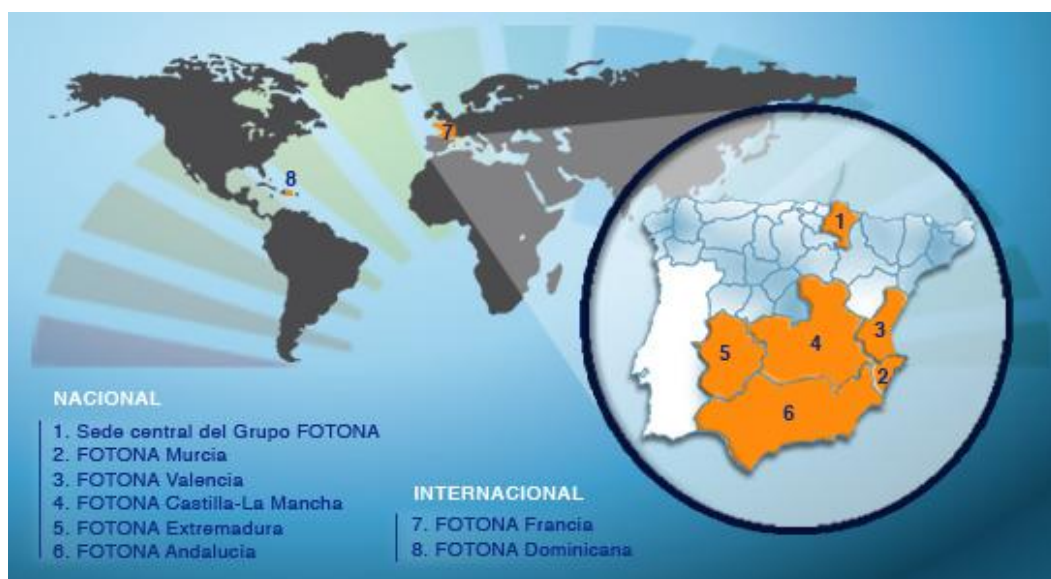 7
8
1
3
5
4
2
6
NACIONAL
1. Sede central del Grupo FOTONA
2. FOTONA Murcia
3. FOTONA Valencia
4. FOTONA Castilla-La Mancha
5. FOTONA Extremadura
6. FOTONA Andalucia
INTERNACIONAL
7. FOTONA Francia
8. FOTONA Dominicana